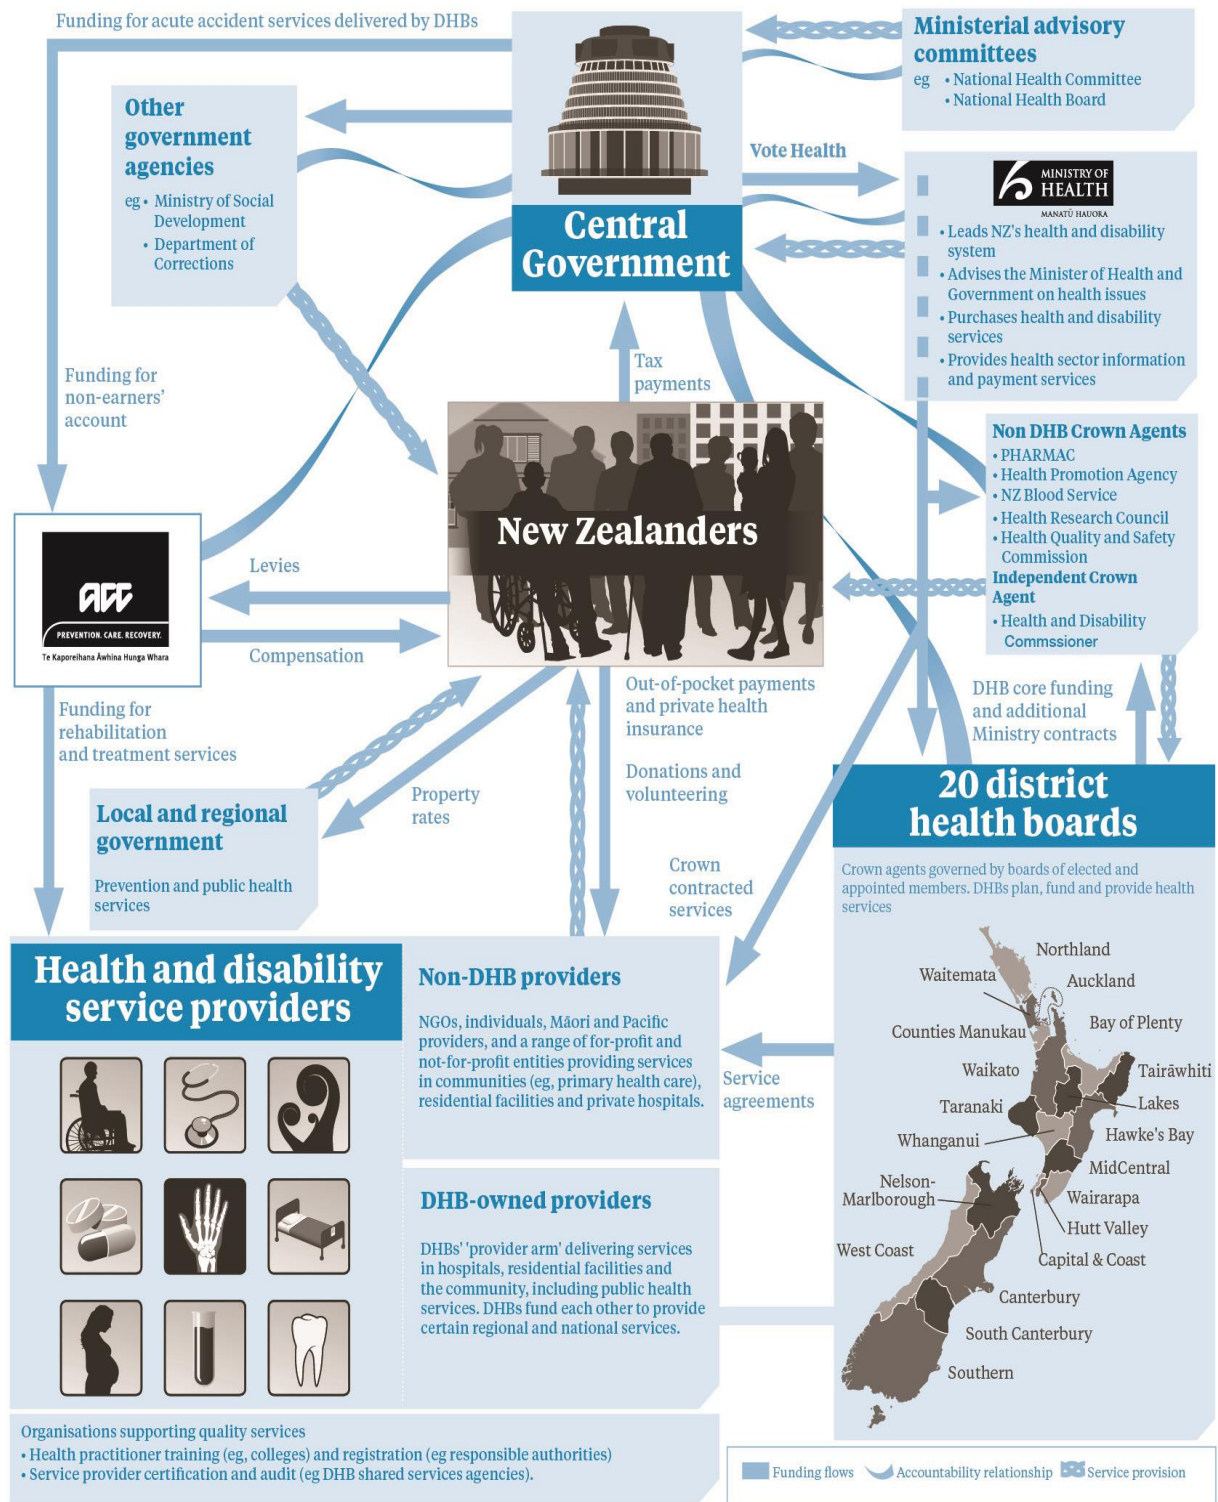 Funding for acute accident services delivered by DHBs
Ministerial advisory
committees
eg • National Health Committee
• National Health Board
Other
government
agencies
eg • Ministry of Social
Development
• Department of
Corrections
Central
Government
Vote Health
MINISTRY OF
HEALTH
MANATŪ HAUORA
• Leads NZ's health and disability
system
• Advises the Minister of Health and
Government on health issues
• Purchases health and disability
services
• Provides health sector information
and payment services
Tax
payments
Funding for
non-earners'
account
Non DHB Crown Agents
• PHARMAC
• Health Promotion Agency
• NZ Blood Service
• Health Research Council
• Health Quality and Safety
Commission
Independent Crown
Agent
• Health and Disability
Commssioner
New Zealanders
ACC
PREVENTION. CARE. RECOVERY.
Te Kaporeihana Āwhina Hunga Whara
Levies
Compensation
Funding for
rehabilitation
and treatment services
Out-of-pocket payments
and private health
insurance
Donations and
volunteering
DHB core funding
and additional
Ministry contracts
Local and regional
government
Prevention and public health
services
Property
rates
Crown
contracted
services
20 district
health boards
Crown agents governed by boards of elected and
appointed members. DHBs plan, fund and provide health
services
Northland
Waitemata
Auckland
Counties Manukau
Bay of Plenty
Waikato
Tairāwhiti
Taranaki
Lakes
Whanganui
Hawke's Bay
MidCentral
Nelson-
Marlborough
Wairarapa
Hutt Valley
West Coast
Capital & Coast
Canterbury
South Canterbury
Southern
Health and disability
service providers
Non-DHB providers
NGOs, individuals, Māori and Pacific
providers, and a range of for-profit and
not-for-profit entities providing services
in communities (eg, primary health care),
residential facilities and private hospitals.
Service
agreements
DHB-owned providers
DHBs' 'provider arm' delivering services
in hospitals, residential facilities and
the community, including public health
services. DHBs fund each other to provide
certain regional and national services.
Organisations supporting quality services
• Health practitioner training (eg, colleges) and registration (eg responsible authorities)
• Service provider certification and audit (eg DHB shared services agencies).
Funding flows
Accountability relationship
Service provision